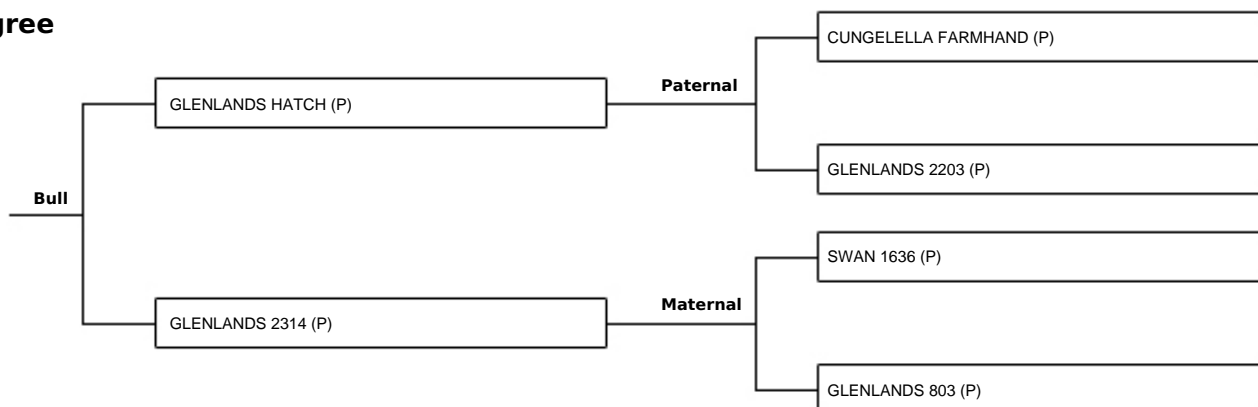 gree
CUNGELELLA FARMHAND (P)
Paternal
GLENLANDS HATCH (P)
GLENLANDS 2203 (P)
Bull
SWAN 1636 (P)
Maternal
GLENLANDS 2314 (P)
GLENLANDS 803 (P)